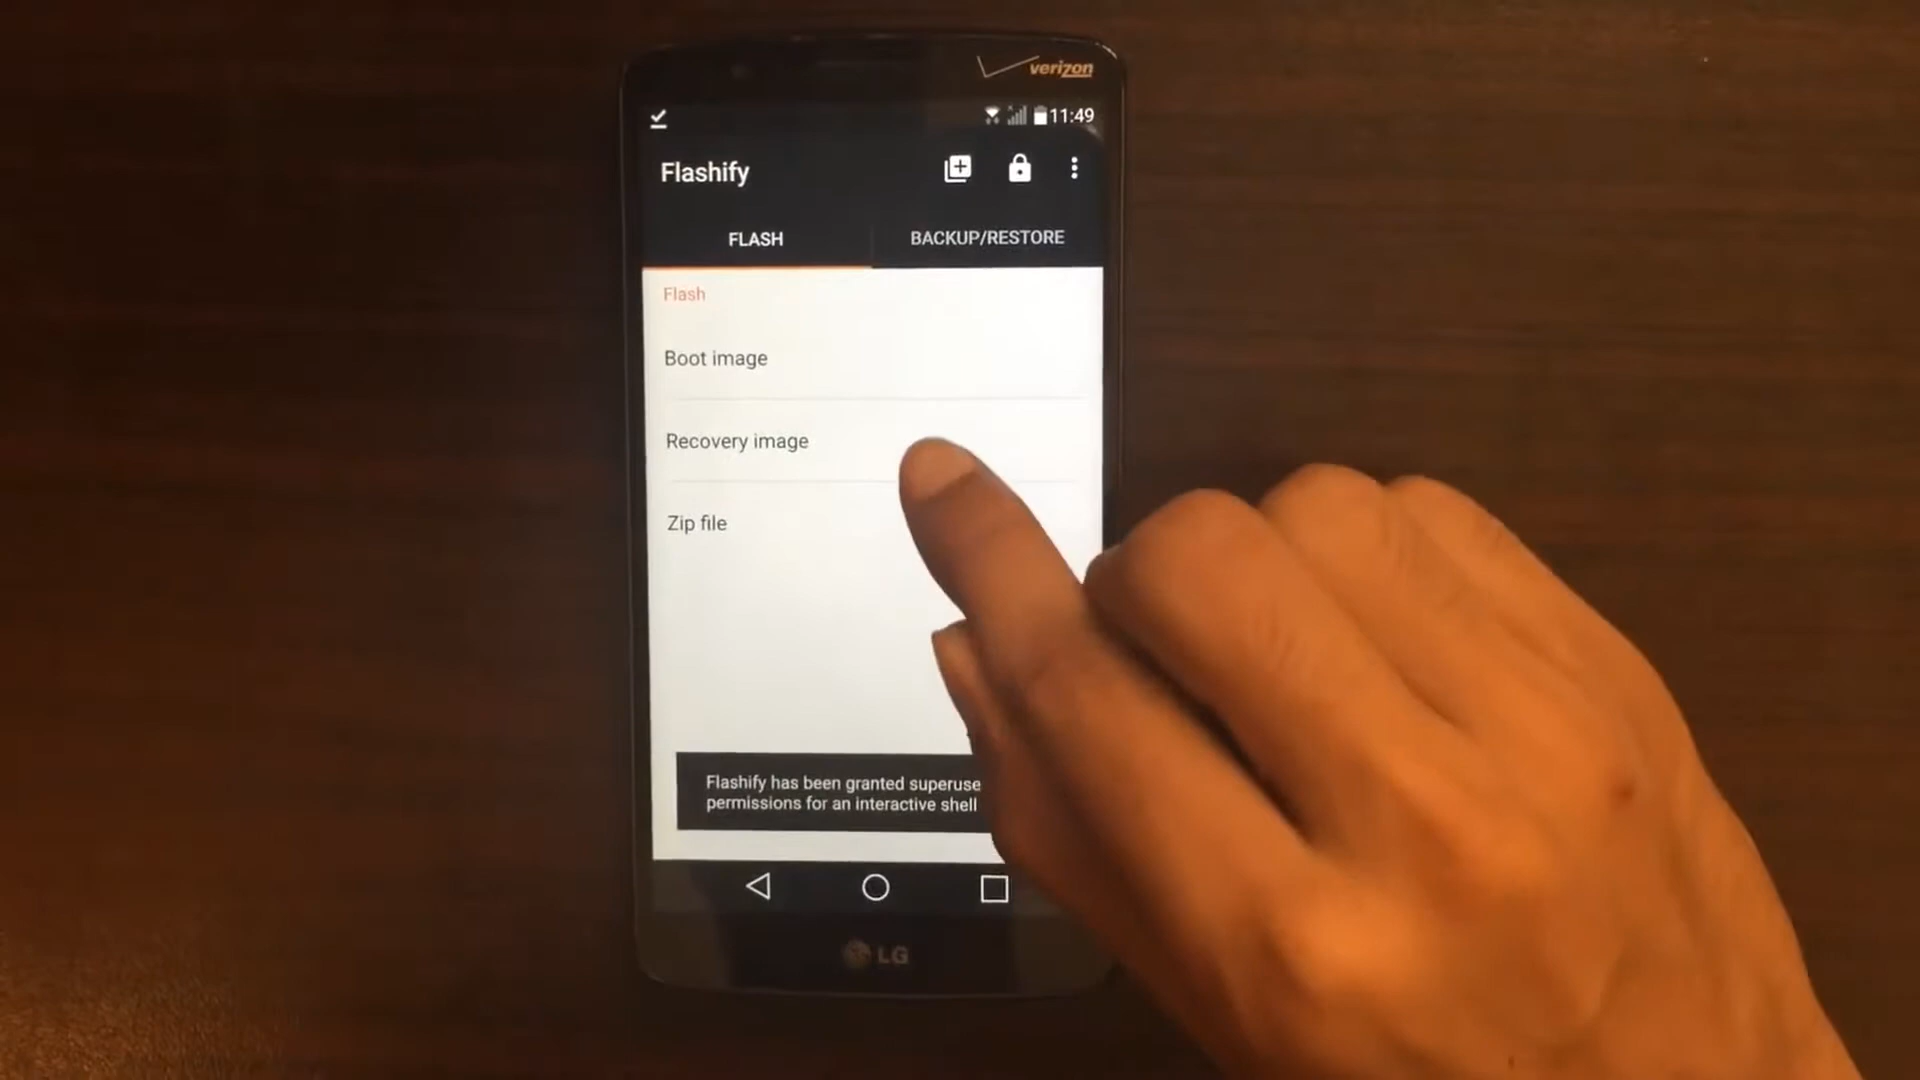 verizon
11:49
Flashify
FLASH
BACKUP/RESTORE
Flash
Boot image
Recovery image
Zip file
Flashify has been granted superuse
permissions for an interactive shell
LG